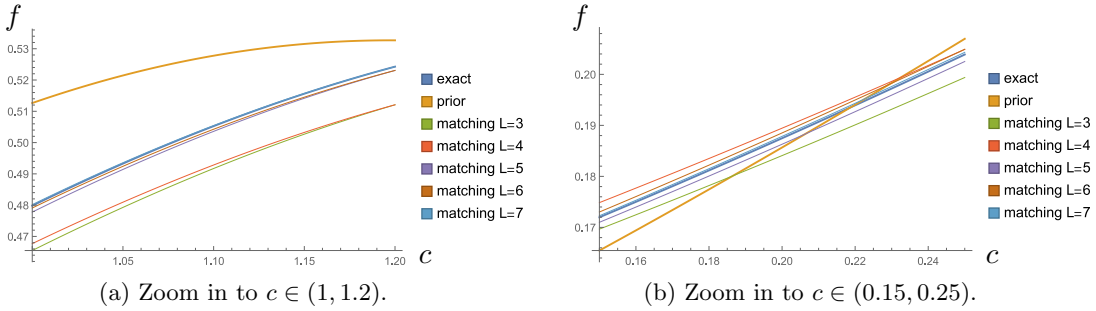 f
0.53
0.52
0.51
0.50
0.49
0.48
0.47
1.05
1.10
1.15
1.20
c
exact
prior
matching L=3
matching L=4
matching L=5
matching L=6
matching L=7
(a) Zoom in to c ∈ (1, 1.2).
f
0.20
0.19
0.18
0.17
0.16
0.18
0.20
0.22
0.24
c
exact
prior
matching L=3
matching L=4
matching L=5
matching L=6
matching L=7
(b) Zoom in to c ∈ (0.15, 0.25).